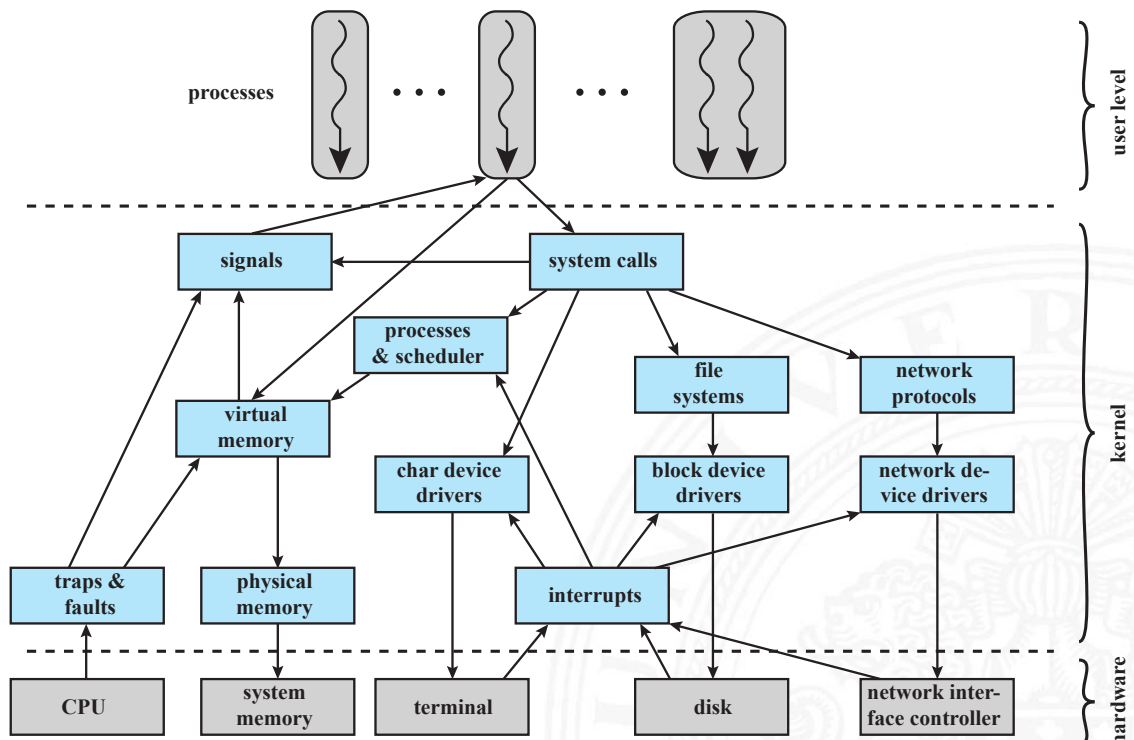 processes
user level
signals
system calls
processes
& scheduler
file
systems
network
protocols
virtual
memory
kernel
char device
drivers
block device
drivers
network de-
vice drivers
traps &
faults
physical
memory
interrupts
CPU
system
memory
terminal
disk
network inter-
face controller
hardware